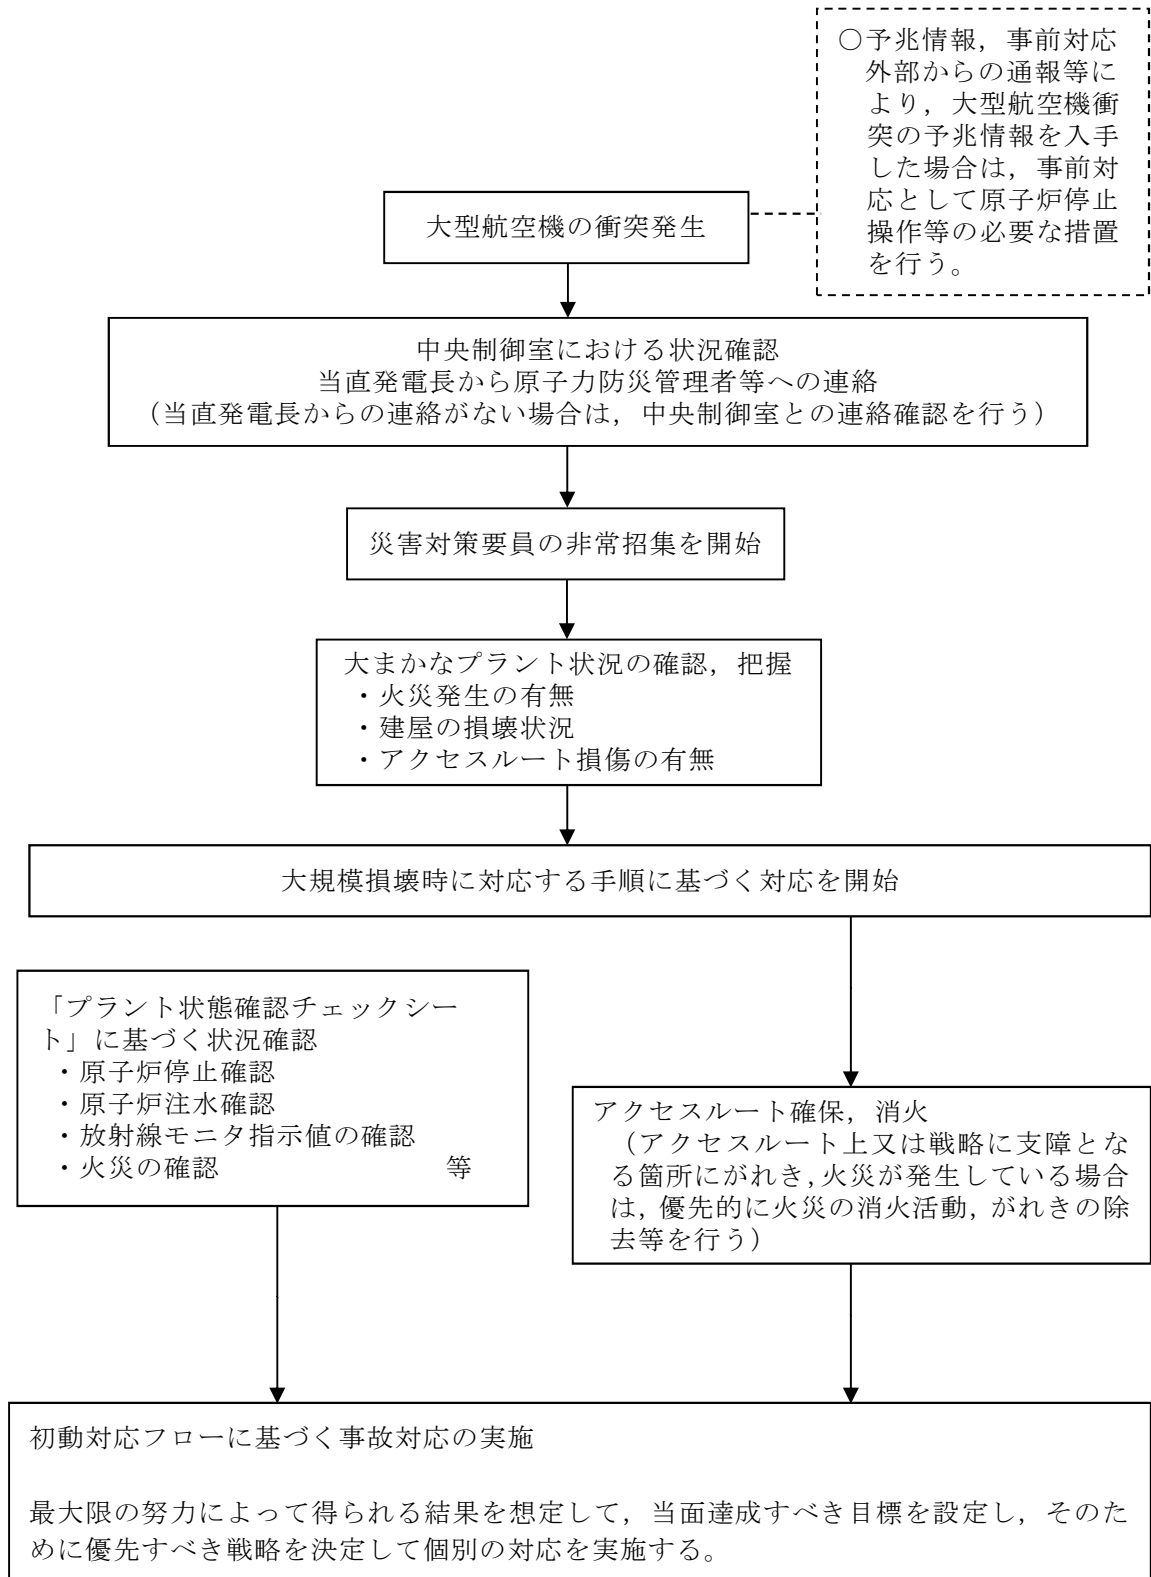 ○予兆情報，事前対応
外部からの通報等に
より，大型航空機衝
突の予兆情報を入手
した場合は，事前対
応として原子炉停止
操作等の必要な措置
を行う。
大型航空機の衝突発生
中央制御室における状況確認
当直発電長から原子力防災管理者等への連絡
（当直発電長からの連絡がない場合は，中央制御室との連絡確認を行う）
災害対策要員の非常招集を開始
大まかなプラント状況の確認，把握
・火災発生の有無
・建屋の損壊状況
・アクセスルート損傷の有無
大規模損壊時に対応する手順に基づく対応を開始
「プラント状態確認チェックシー
ト」に基づく状況確認
・原子炉停止確認
・原子炉注水確認
・放射線モニタ指示値の確認
・火災の確認　　　　　　　　等
アクセスルート確保，消火
（アクセスルート上又は戦略に支障とな
る箇所にがれき，火災が発生している場合
は，優先的に火災の消火活動，がれきの除
去等を行う）
初動対応フローに基づく事故対応の実施
最大限の努力によって得られる結果を想定して，当面達成すべき目標を設定し，そのた
めに優先すべき戦略を決定して個別の対応を実施する。